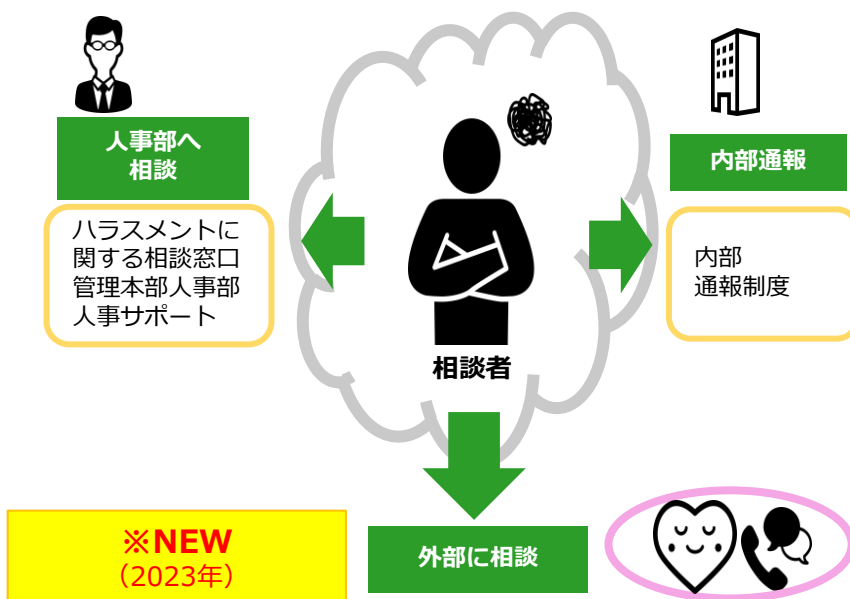 人事部へ
相談
ハラスメントに
関する相談窓口
管理本部人事部
人事サポート
相談者
内部通報
内部
通報制度
※NEW
（2023年）
外部に相談